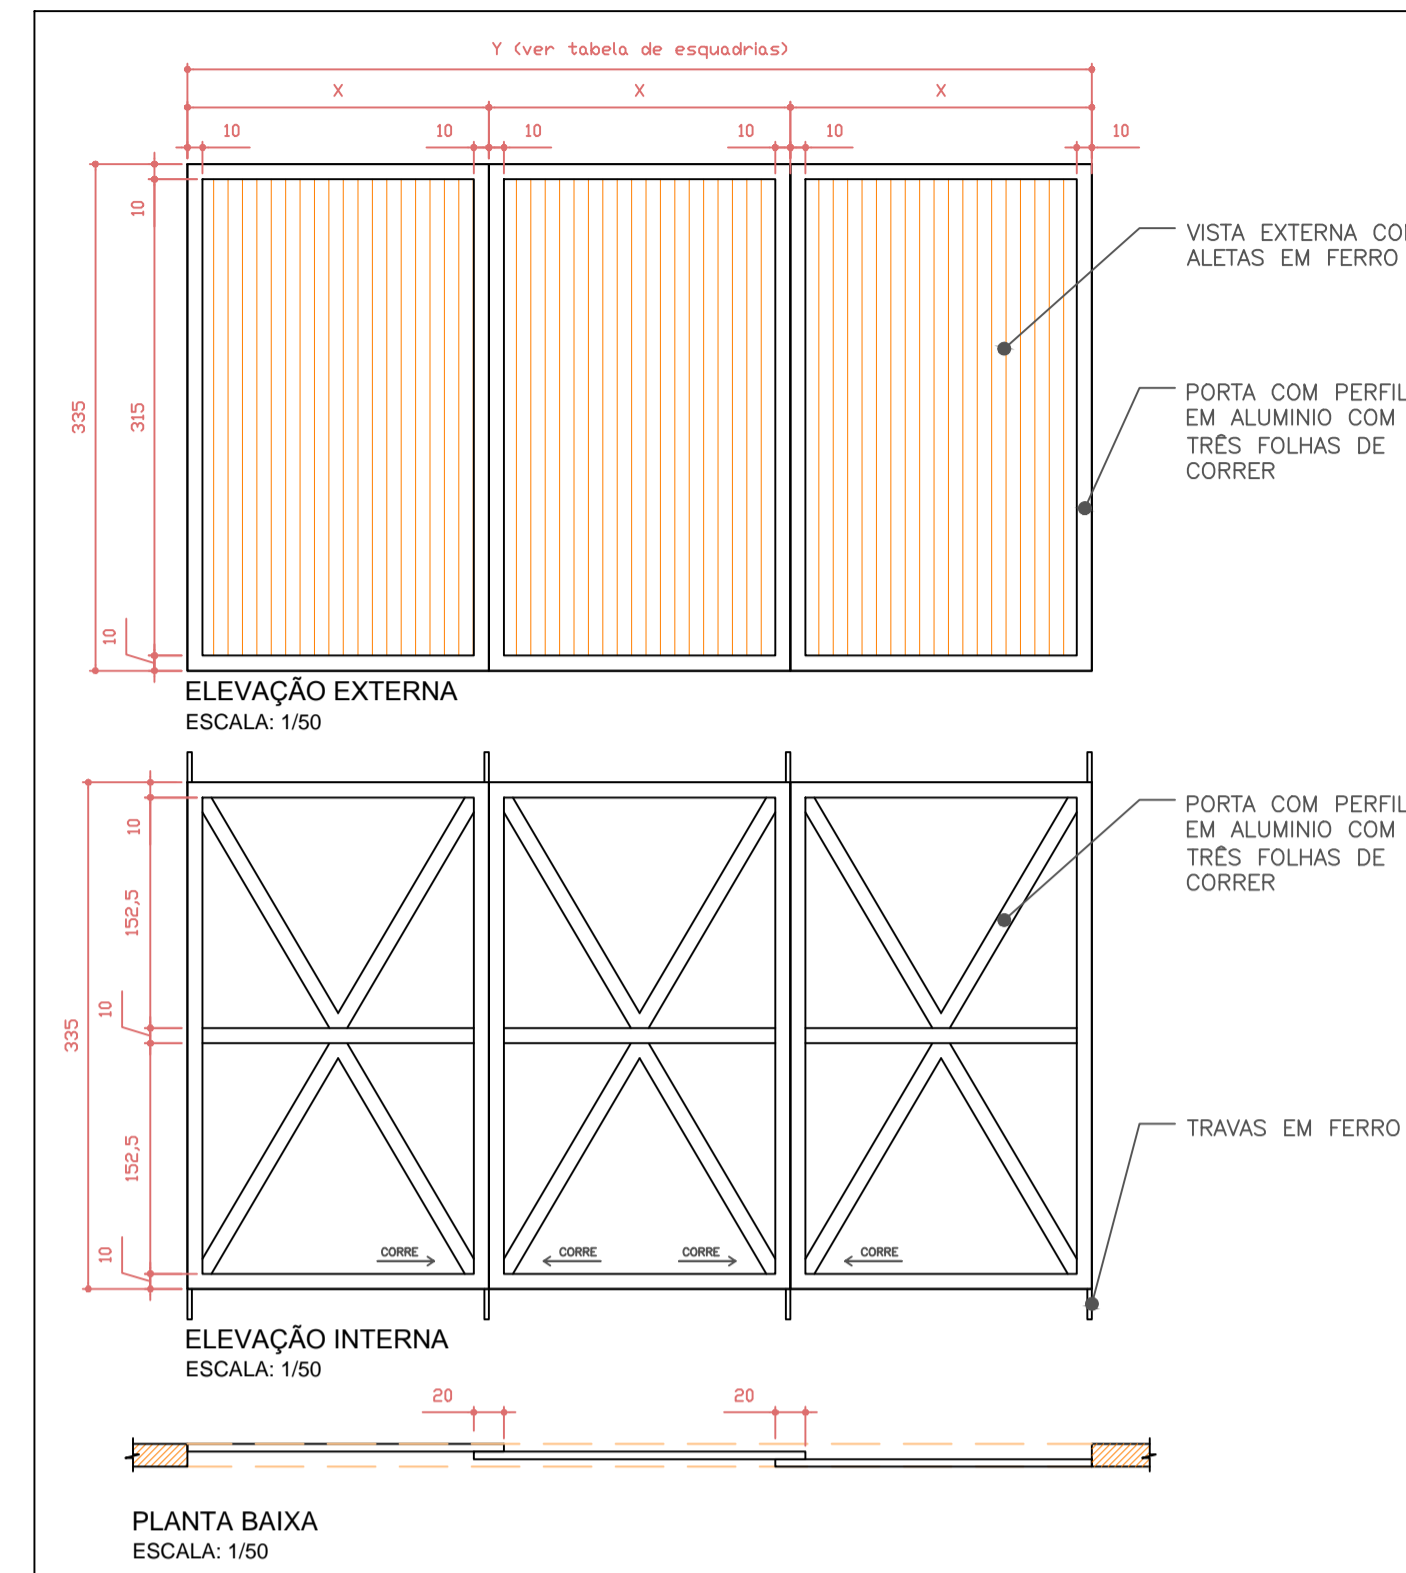 Y (ver tabela de esquadrias)
X X X
10 10 10 10 10 10
10
315
335
10
VISTA EXTERNA CO
ALETAS EM FERRO
PORTA COM PERFIL
EM ALUMINIO COM
TRÊS FOLHAS DE
CORRER
ELEVAÇÃO EXTERNA
ESCALA: 1/50
10
152,5
10
335
152,5
10
PORTA COM PERFIL
EM ALUMINIO COM
TRÊS FOLHAS DE
CORRER
TRAVAS EM FERRO
CORRE CORRE CORRE CORRE
ELEVAÇÃO INTERNA
ESCALA: 1/50
20 20
PLANTA BAIXA
ESCALA: 1/50